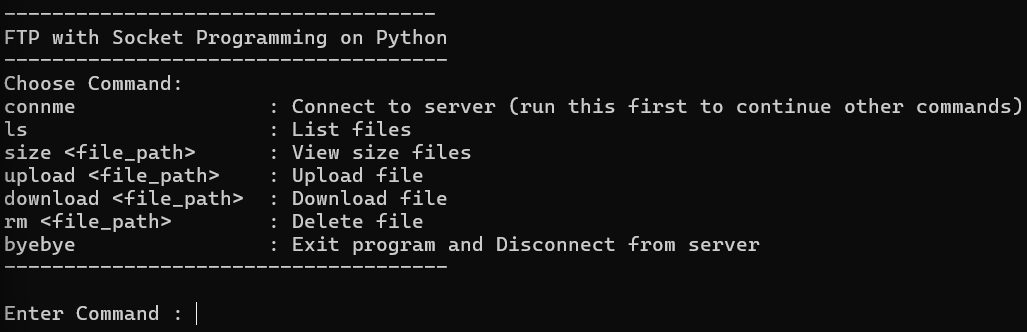 ------------------------------------
FTP with Socket Programming on Python
-------------------------------------
Choose Command:
connme                : Connect to server (run this first to continue other commands)
ls                    : List files
size <file_path>      : View size files
upload <file_path>    : Upload file
download <file_path>  : Download file
rm <file_path>        : Delete file
byebye                : Exit program and Disconnect from server
-------------------------------------
Enter Command :